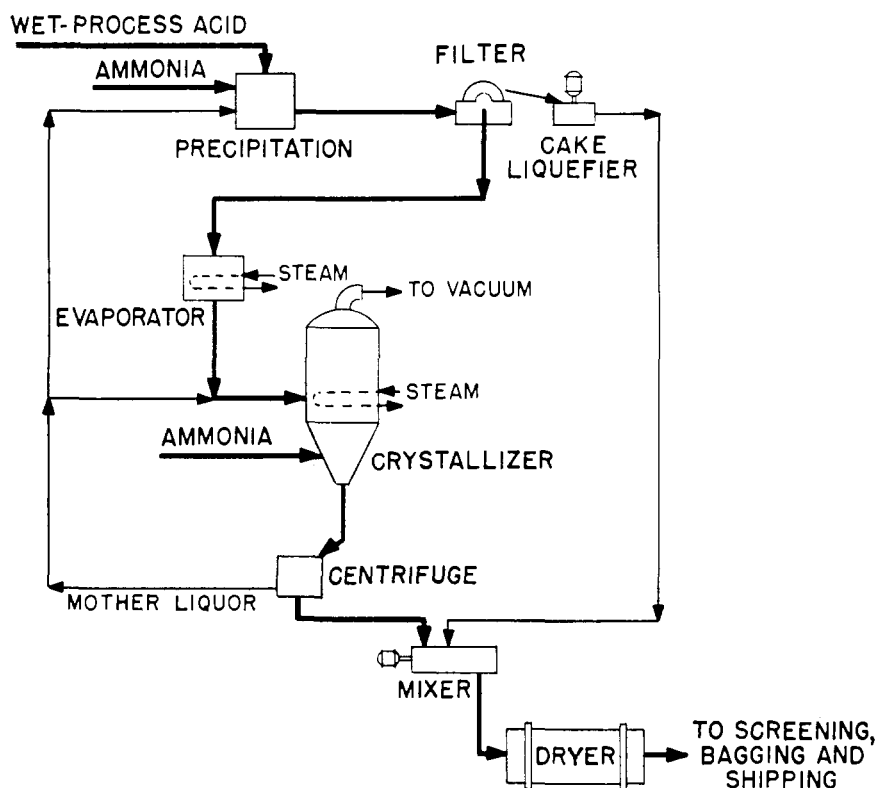 WET-PROCESS ACID
AMMONIA
FILTER
PRECIPITATION
CAKE
LIQUEFIER
STEAM
TO VACUUM
EVAPORATOR
STEAM
AMMONIA
CRYSTALLIZER
CENTRIFUGE
MOTHER LIQUOR
MIXER
DRYER
TO SCREENING,
BAGGING AND
SHIPPING